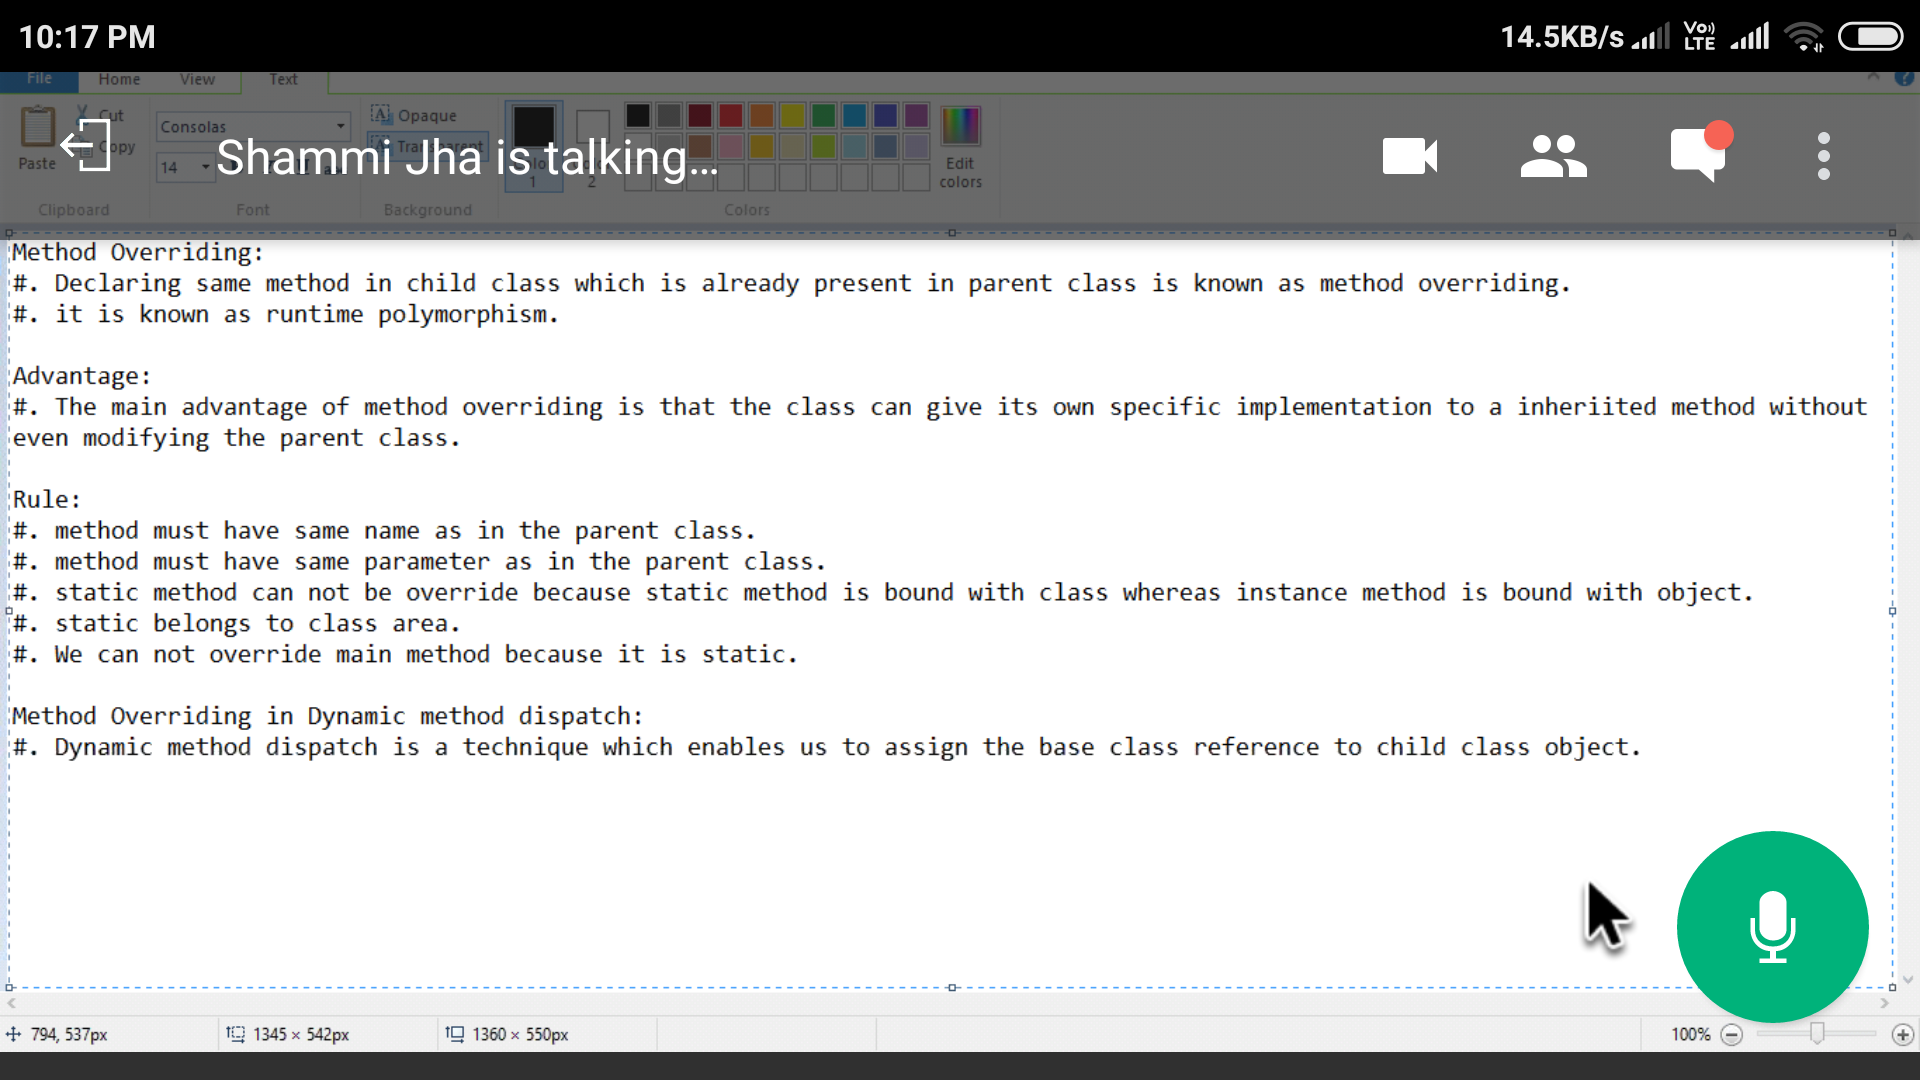 10:17 PM 14.5KB/s Vo)) LTE
File Home View Text
Cut
Consolas
Opaque
Copy
Transparent
Paste
14
Shammi Jha is talking...
Edit colors
1
2
Clipboard Font Background Colors
Method Overriding:
#. Declaring same method in child class which is already present in parent class is known as method overriding.
#. it is known as runtime polymorphism.
Advantage:
#. The main advantage of method overriding is that the class can give its own specific implementation to a inheriited method without
even modifying the parent class.
Rule:
#. method must have same name as in the parent class.
#. method must have same parameter as in the parent class.
#. static method can not be override because static method is bound with class whereas instance method is bound with object.
#. static belongs to class area.
#. We can not override main method because it is static.
Method Overriding in Dynamic method dispatch:
#. Dynamic method dispatch is a technique which enables us to assign the base class reference to child class object.
794, 537px 1345 × 542px 1360 × 550px 100%